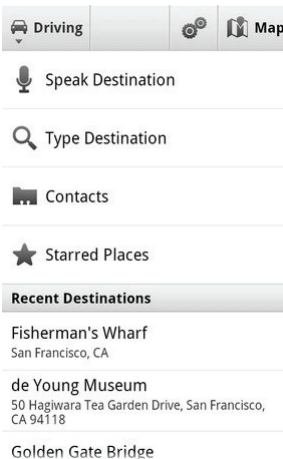 Driving
Map
Speak Destination
Type Destination
Contacts
Starred Places
Recent Destinations
Fisherman's Wharf
San Francisco, CA
de Young Museum
50 Hagiwara Tea Garden Drive, San Francisco,
CA 94118
Golden Gate Bridge